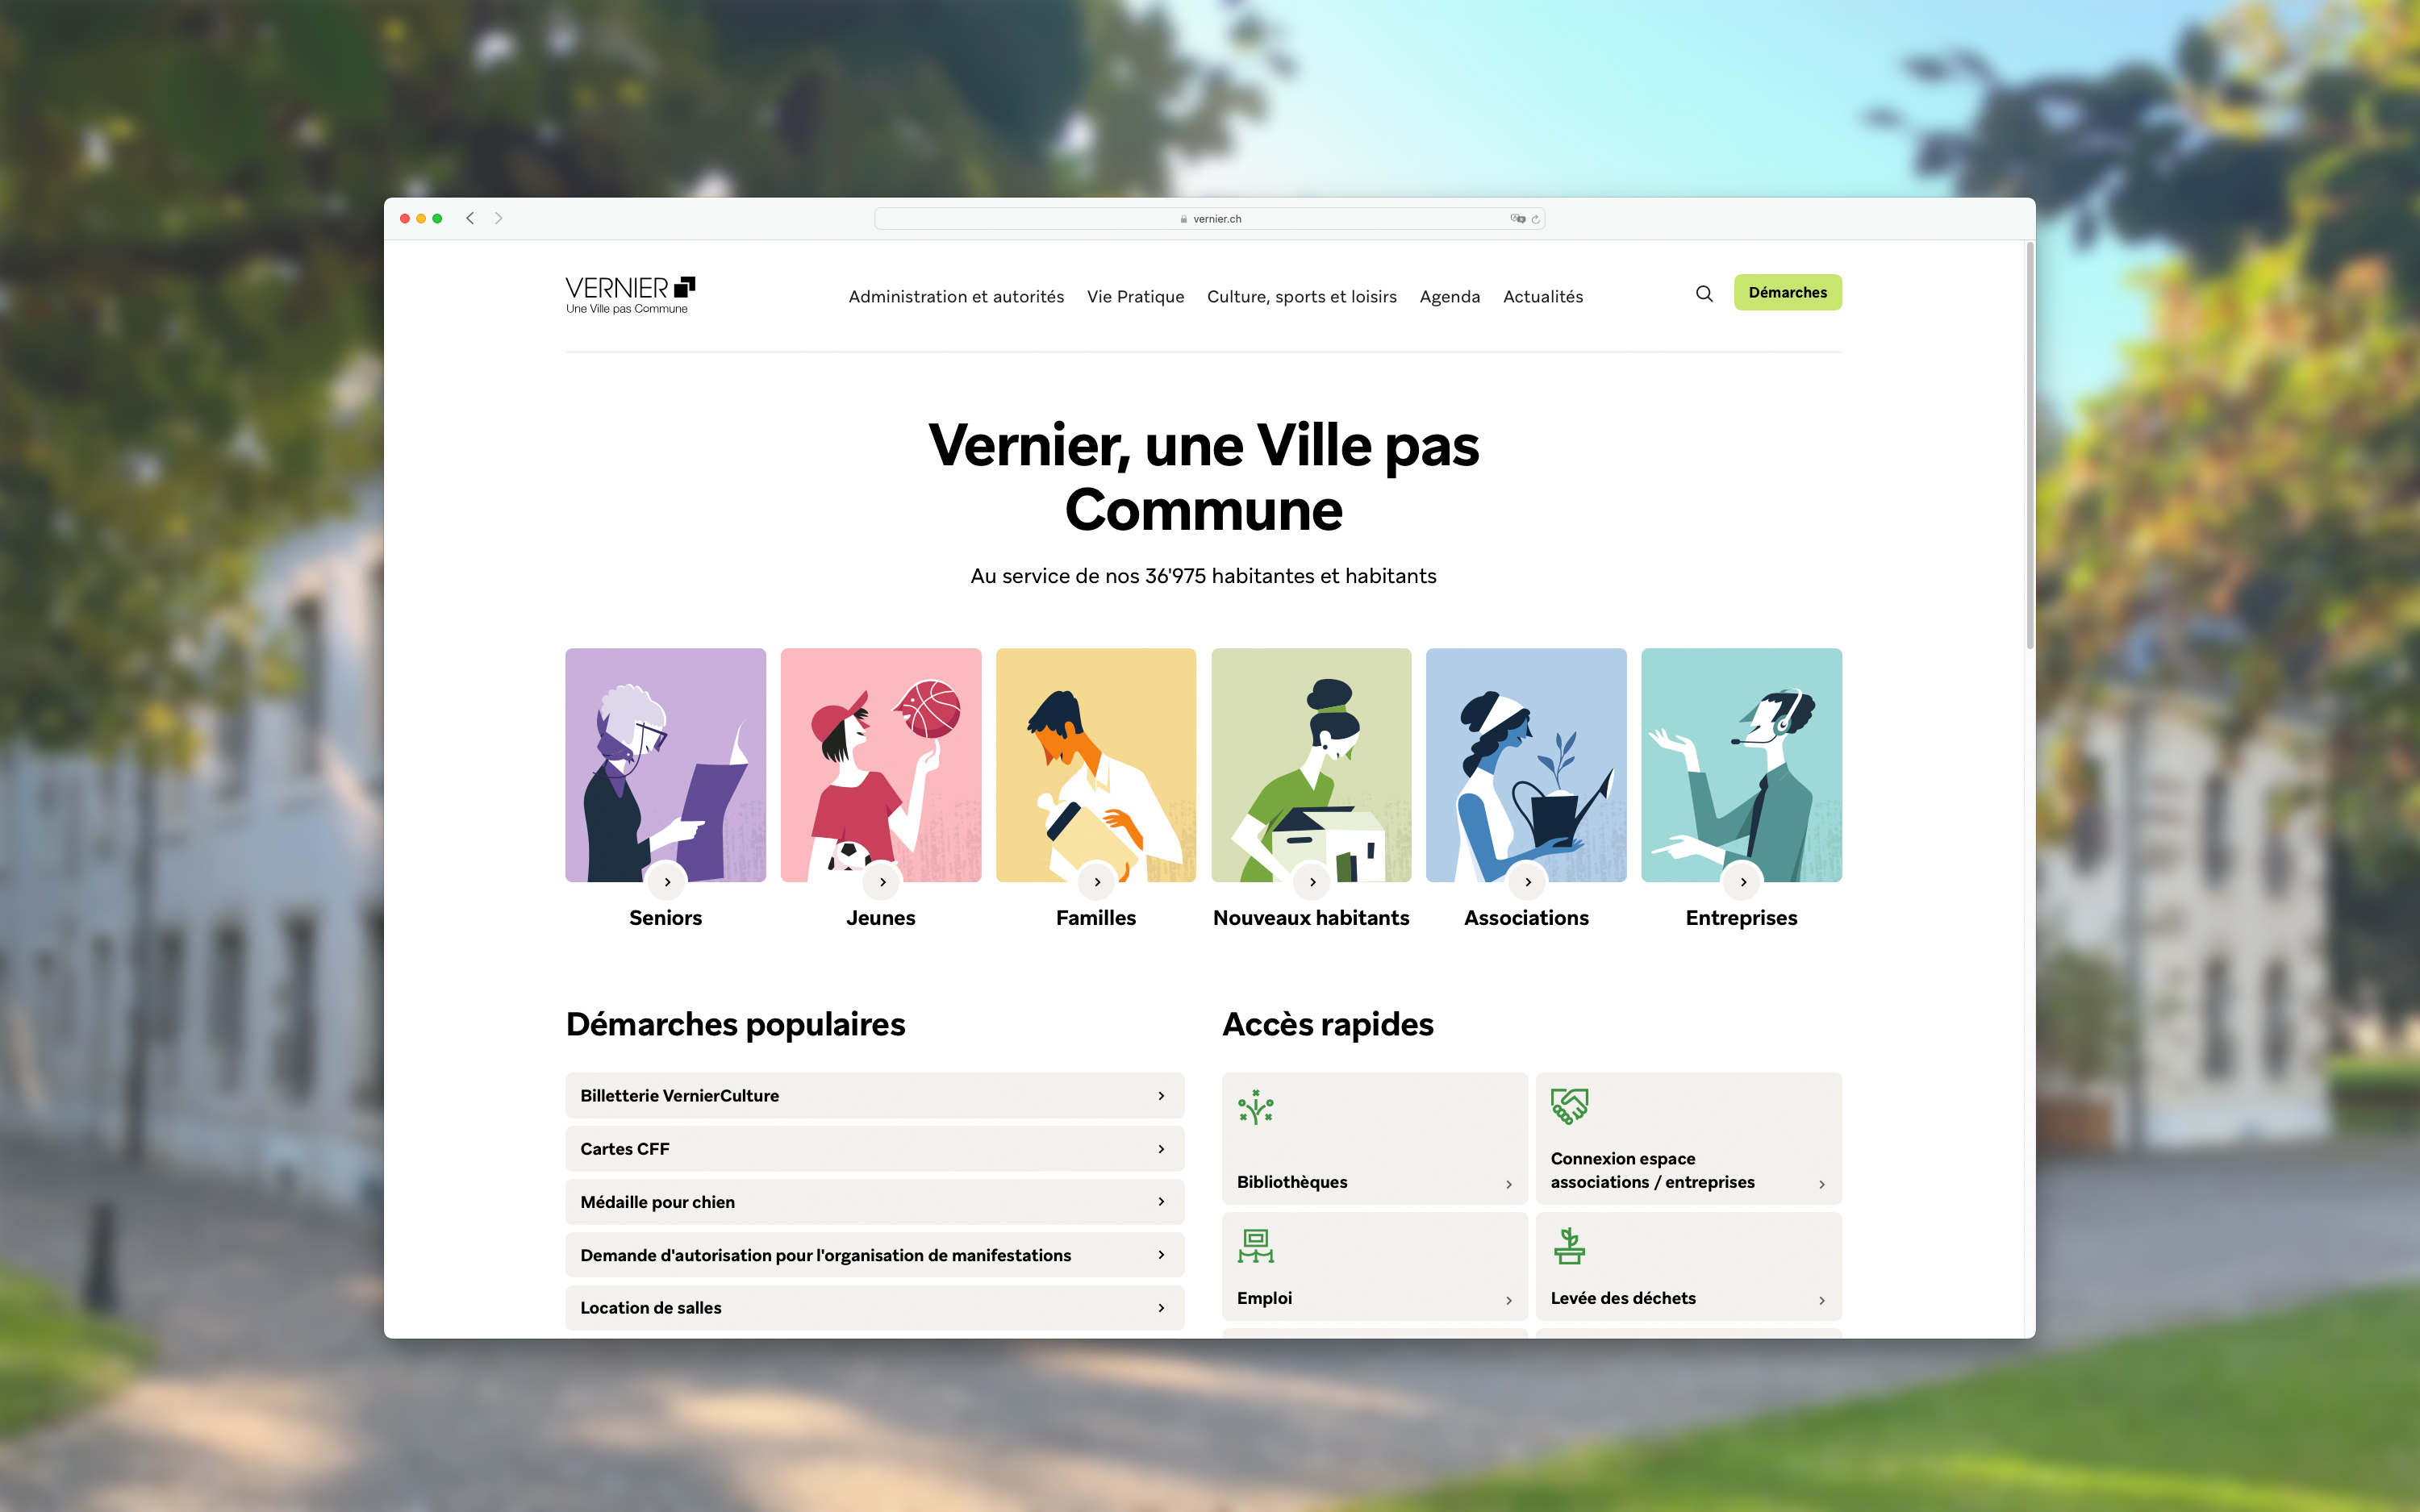 vernier.ch
VERNIER
Une Ville pas Commune
Administration et autorités
Vie Pratique
Culture, sports et loisirs
Agenda
Actualités
Démarches
Vernier, une Ville pas
Commune
Au service de nos 36'975 habitantes et habitants
Seniors
Jeunes
Familles
Nouveaux habitants
Associations
Entreprises
Démarches populaires
Billetterie VernierCulture
Cartes CFF
Médaille pour chien
Demande d'autorisation pour l'organisation de manifestations
Location de salles
Accès rapides
Bibliothèques
Connexion espace
associations / entreprises
Emploi
Levée des déchets